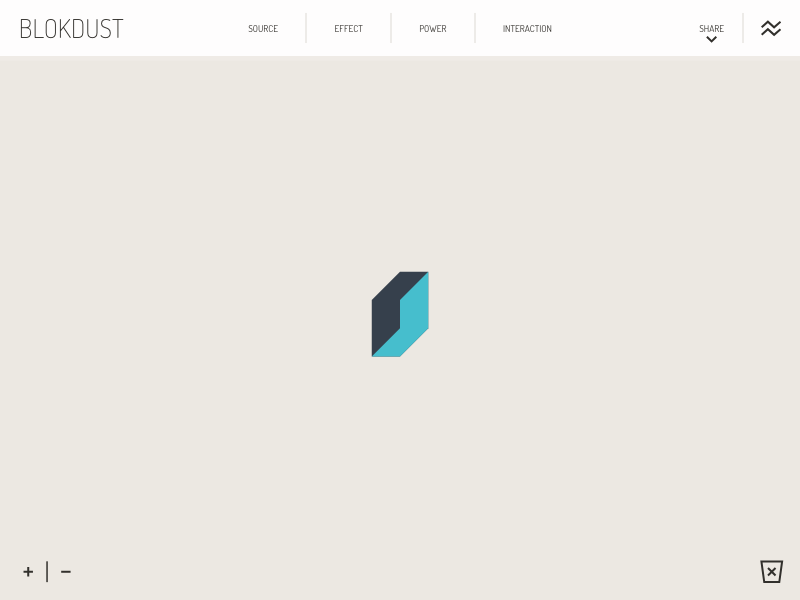 BLOKDUST
SOURCE
EFFECT
POWER
INTERACTION
SHARE